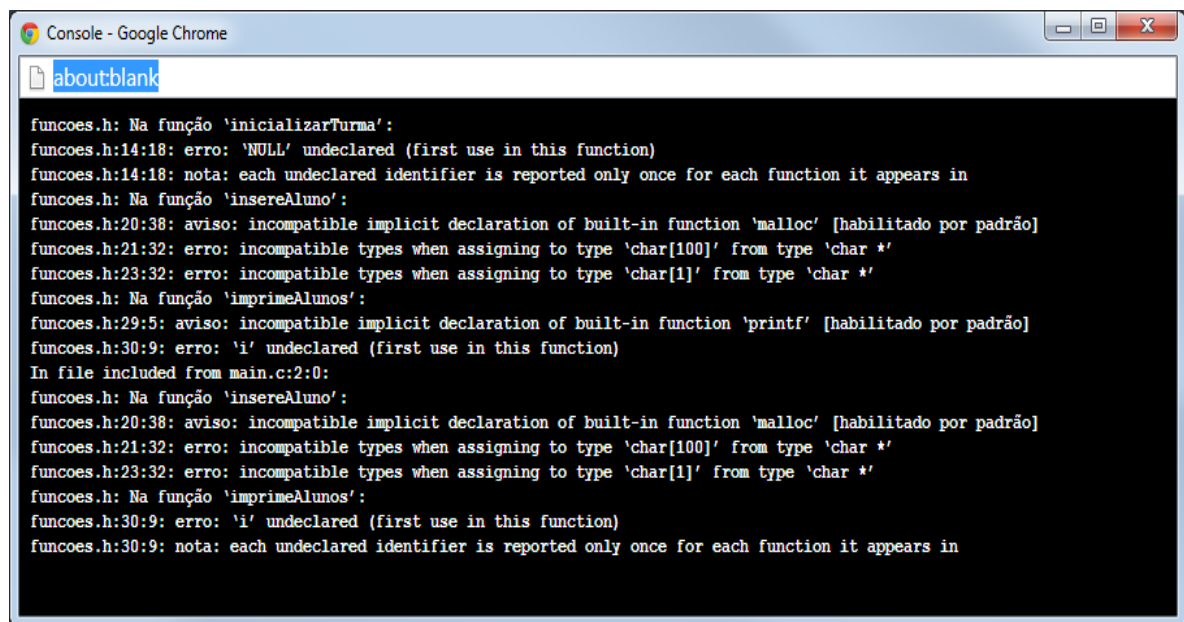 Console - Google Chrome
about:blank
funcoes.h: Na função ‘inicializarTurma’:
funcoes.h:14:18: erro: ‘NULL’ undeclared (first use in this function)
funcoes.h:14:18: nota: each undeclared identifier is reported only once for each function it appears in
funcoes.h: Na função ‘insereAluno’:
funcoes.h:20:38: aviso: incompatible implicit declaration of built-in function ‘malloc’ [habilitado por padrão]
funcoes.h:21:32: erro: incompatible types when assigning to type ‘char[100]’ from type ‘char *’
funcoes.h:23:32: erro: incompatible types when assigning to type ‘char[1]’ from type ‘char *’
funcoes.h: Na função ‘imprimeAlunos’:
funcoes.h:29:5: aviso: incompatible implicit declaration of built-in function ‘printf’ [habilitado por padrão]
funcoes.h:30:9: erro: ‘i’ undeclared (first use in this function)
In file included from main.c:2:0:
funcoes.h: Na função ‘insereAluno’:
funcoes.h:20:38: aviso: incompatible implicit declaration of built-in function ‘malloc’ [habilitado por padrão]
funcoes.h:21:32: erro: incompatible types when assigning to type ‘char[100]’ from type ‘char *’
funcoes.h:23:32: erro: incompatible types when assigning to type ‘char[1]’ from type ‘char *’
funcoes.h: Na função ‘imprimeAlunos’:
funcoes.h:30:9: erro: ‘i’ undeclared (first use in this function)
funcoes.h:30:9: nota: each undeclared identifier is reported only once for each function it appears in